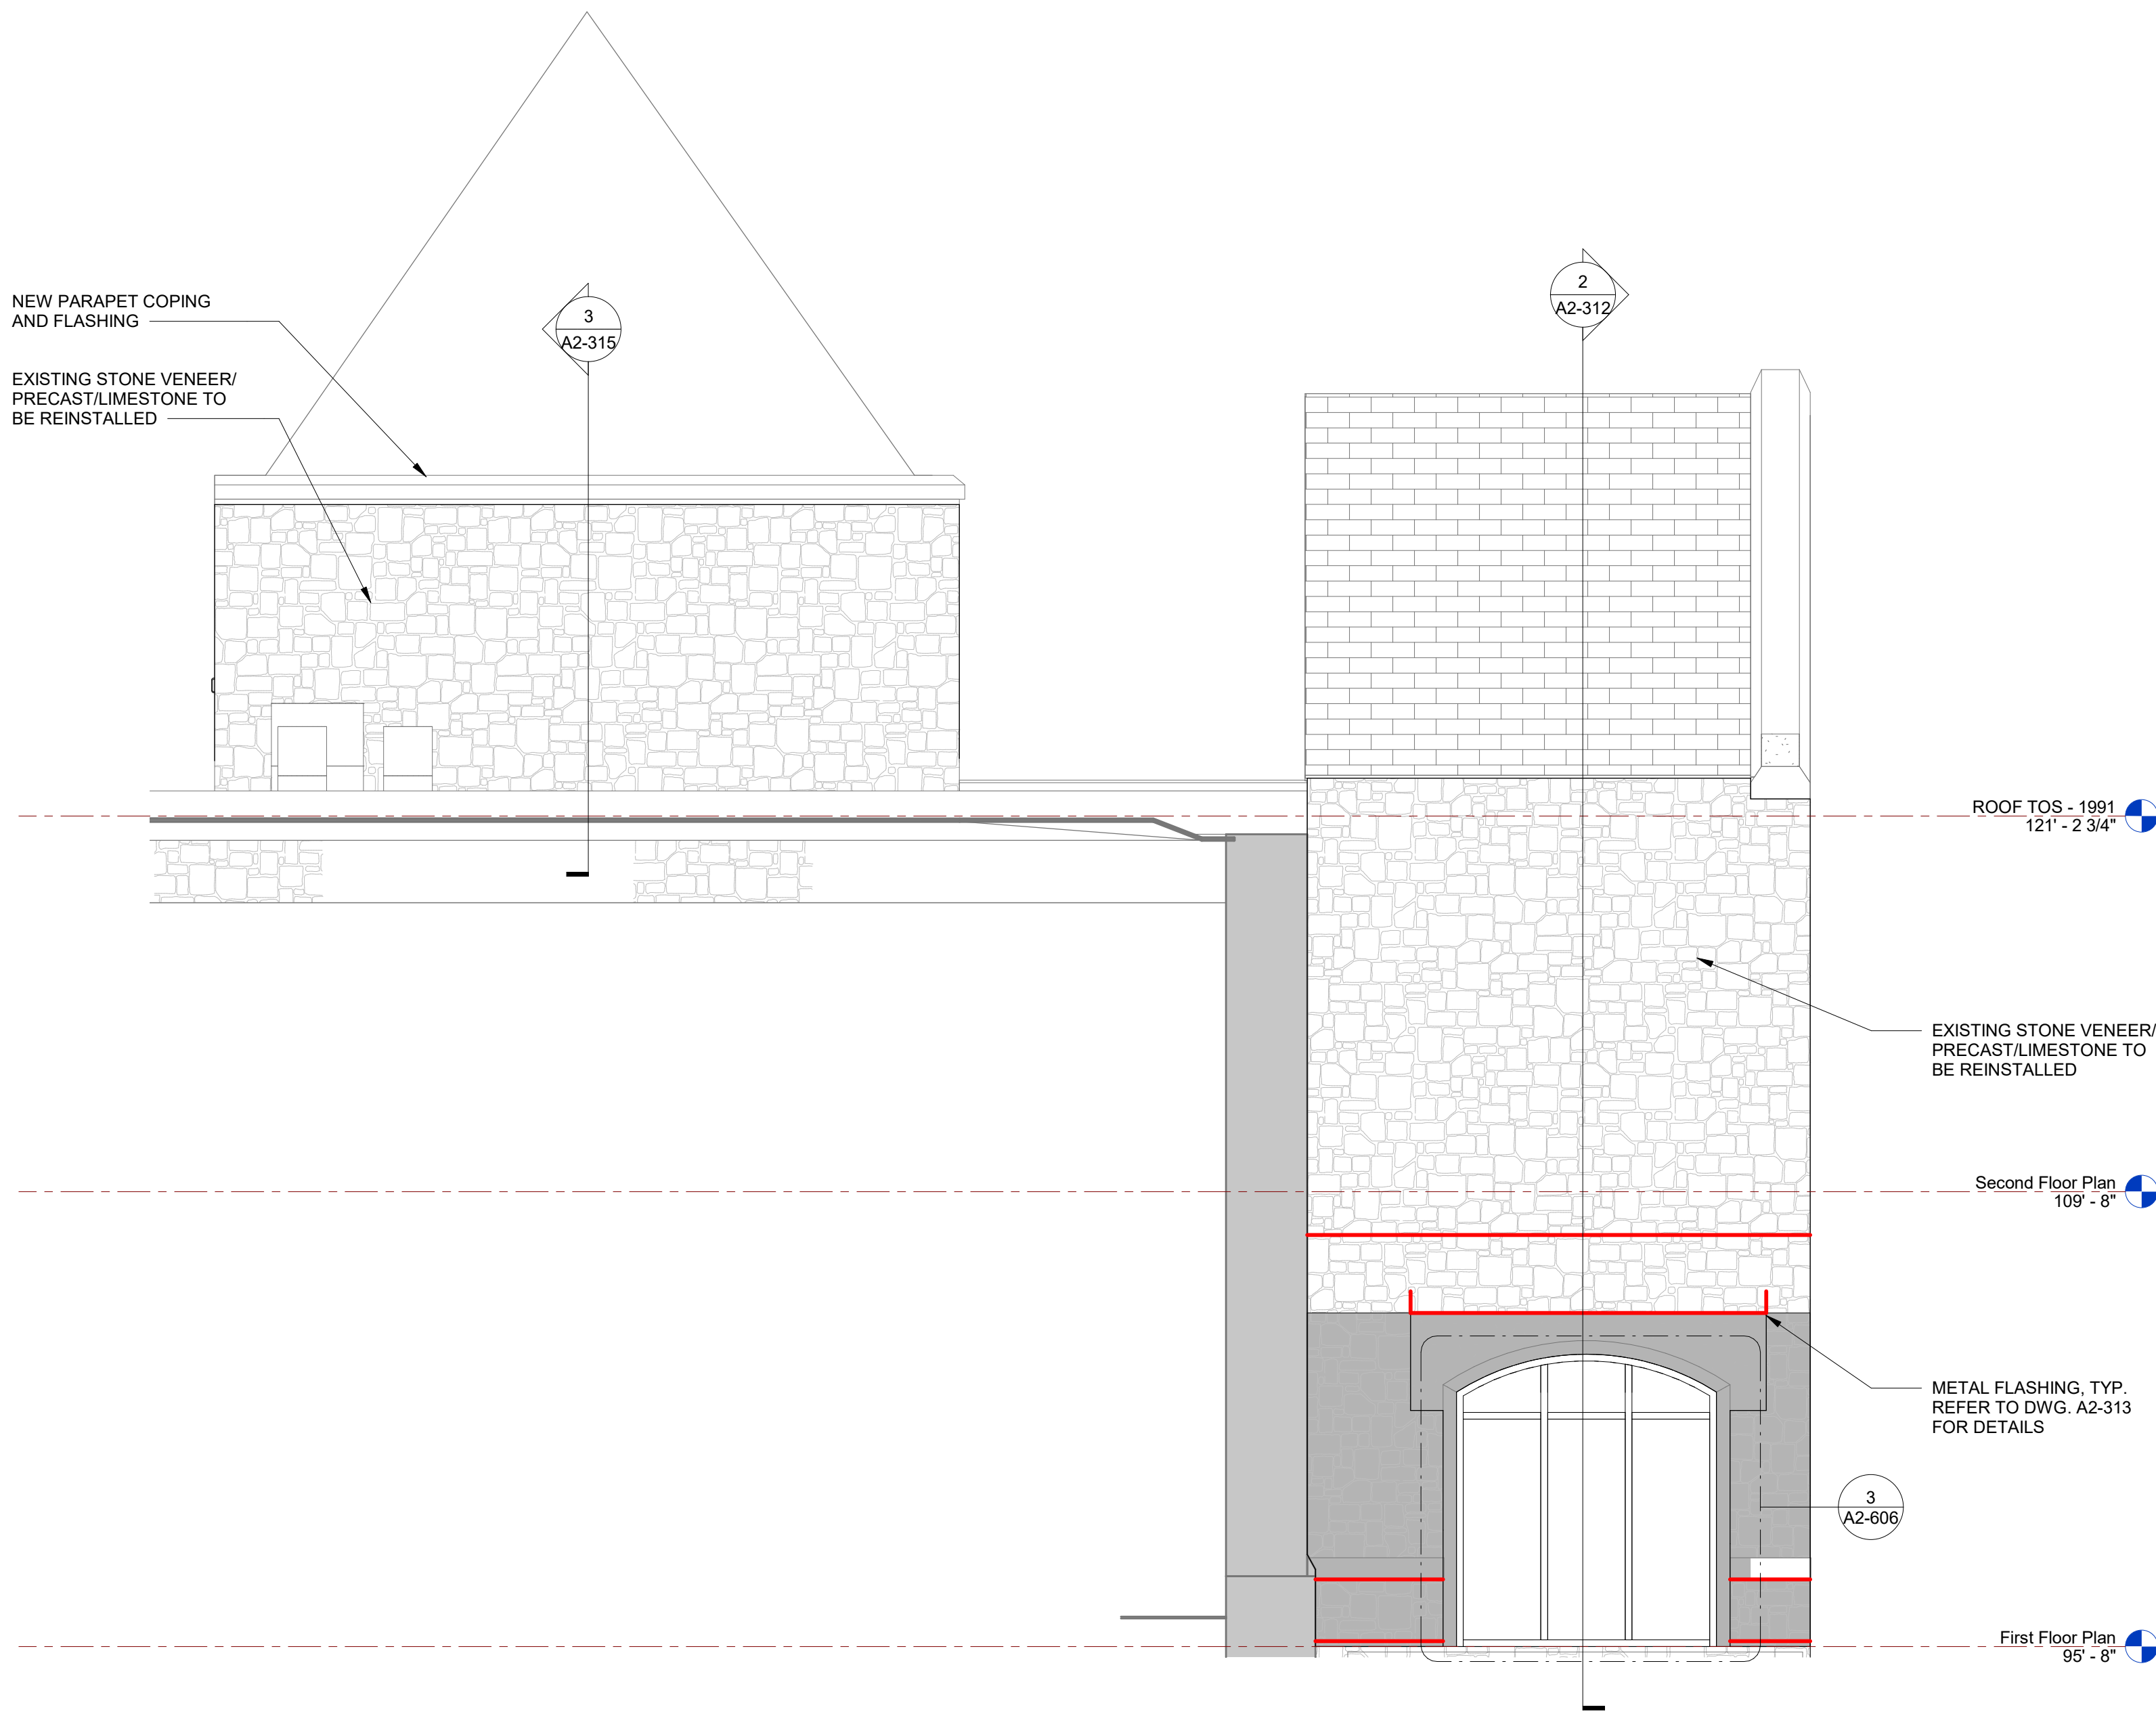 NEW PARAPET COPING
AND FLASHING
EXISTING STONE VENEER/
PRECAST/LIMESTONE TO
BE REINSTALLED
3
A2-315
2
A2-312
ROOF TOS - 1991
121' - 2 3/4"
EXISTING STONE VENEER/
PRECAST/LIMESTONE TO
BE REINSTALLED
Second Floor Plan
109' - 8"
METAL FLASHING, TYP.
REFER TO DWG. A2-313
FOR DETAILS
3
A2-606
First Floor Plan
95' - 8"